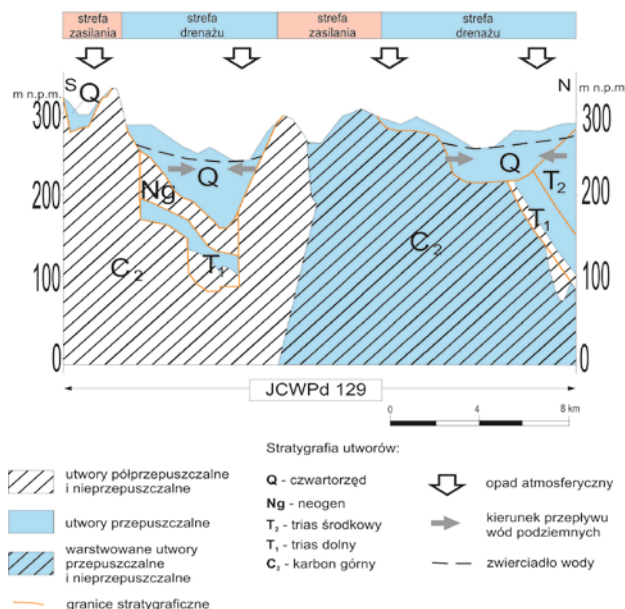 strefa
zasilania
strefa
drenażu
strefa
zasilania
strefa
drenażu
S
N
m n.p.m.
m n.p.m.
Q
300
300
Q
Q
T₂
Ng
200
200
T₁
C₂
T₁
C₂
100
100
0
0
JCWPd 129
0 4 8 km
Stratygrafia utworów:
utwory półprzepuszczalne
i nieprzepuszczalne
utwory przepuszczalne
warstwowane utwory
przepuszczalne
i nieprzepuszczalne
granice stratygraficzne
Q - czwartorzęd
Ng - neogen
T₂ - trias środkowy
T₁ - trias dolny
C₂ - karbon górny
opad atmosferyczny
kierunek przepływu
wód podziemnych
zwierciadło wody